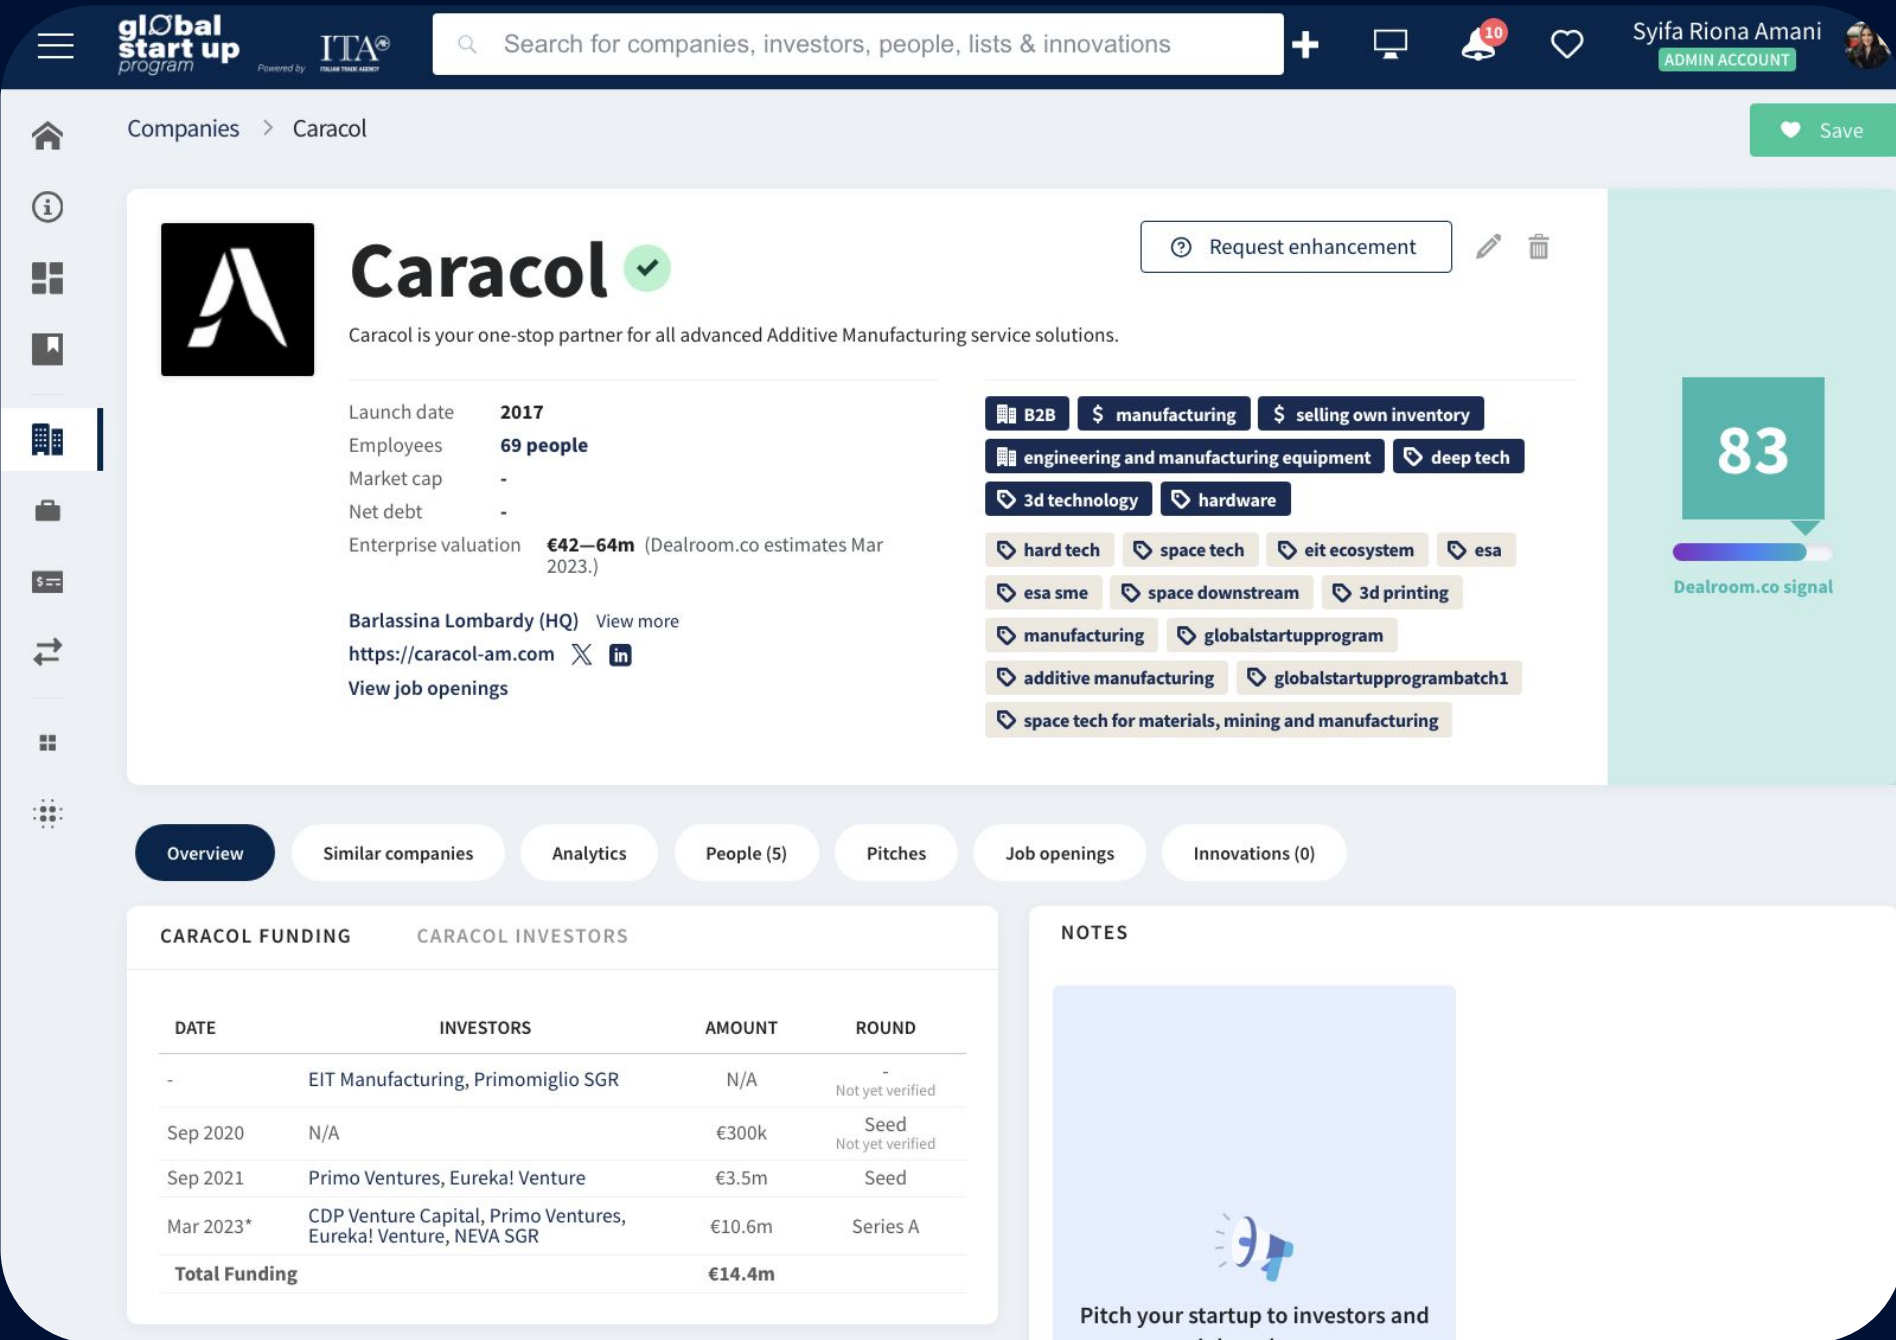 glØbal
start up
program
Powered by
ITA
ITALIAN TRADE AGENCY
Search for companies, investors, people, lists & innovations
10
Syifa Riona Amani
ADMIN ACCOUNT
Companies > Caracol
Save
Caracol
Request enhancement
Caracol is your one-stop partner for all advanced Additive Manufacturing service solutions.
Launch date 2017
Employees 69 people
Market cap -
Net debt -
Enterprise valuation €42—64m (Dealroom.co estimates Mar
2023.)
Barlassina Lombardy (HQ) View more
https://caracol-am.com
View job openings
B2B $ manufacturing $ selling own inventory
engineering and manufacturing equipment deep tech
3d technology hardware
hard tech space tech eit ecosystem esa
esa sme space downstream 3d printing
manufacturing globalstartupprogram
additive manufacturing globalstartupprogrambatch1
space tech for materials, mining and manufacturing
83
Dealroom.co signal
Overview Similar companies Analytics People (5) Pitches Job openings Innovations (0)
CARACOL FUNDING CARACOL INVESTORS
DATE INVESTORS AMOUNT ROUND
- EIT Manufacturing, Primomiglio SGR N/A -
Not yet verified
Sep 2020 N/A €300k Seed
Not yet verified
Sep 2021 Primo Ventures, Eureka! Venture €3.5m Seed
Mar 2023* CDP Venture Capital, Primo Ventures,
Eureka! Venture, NEVA SGR €10.6m Series A
Total Funding €14.4m
NOTES
Pitch your startup to investors and